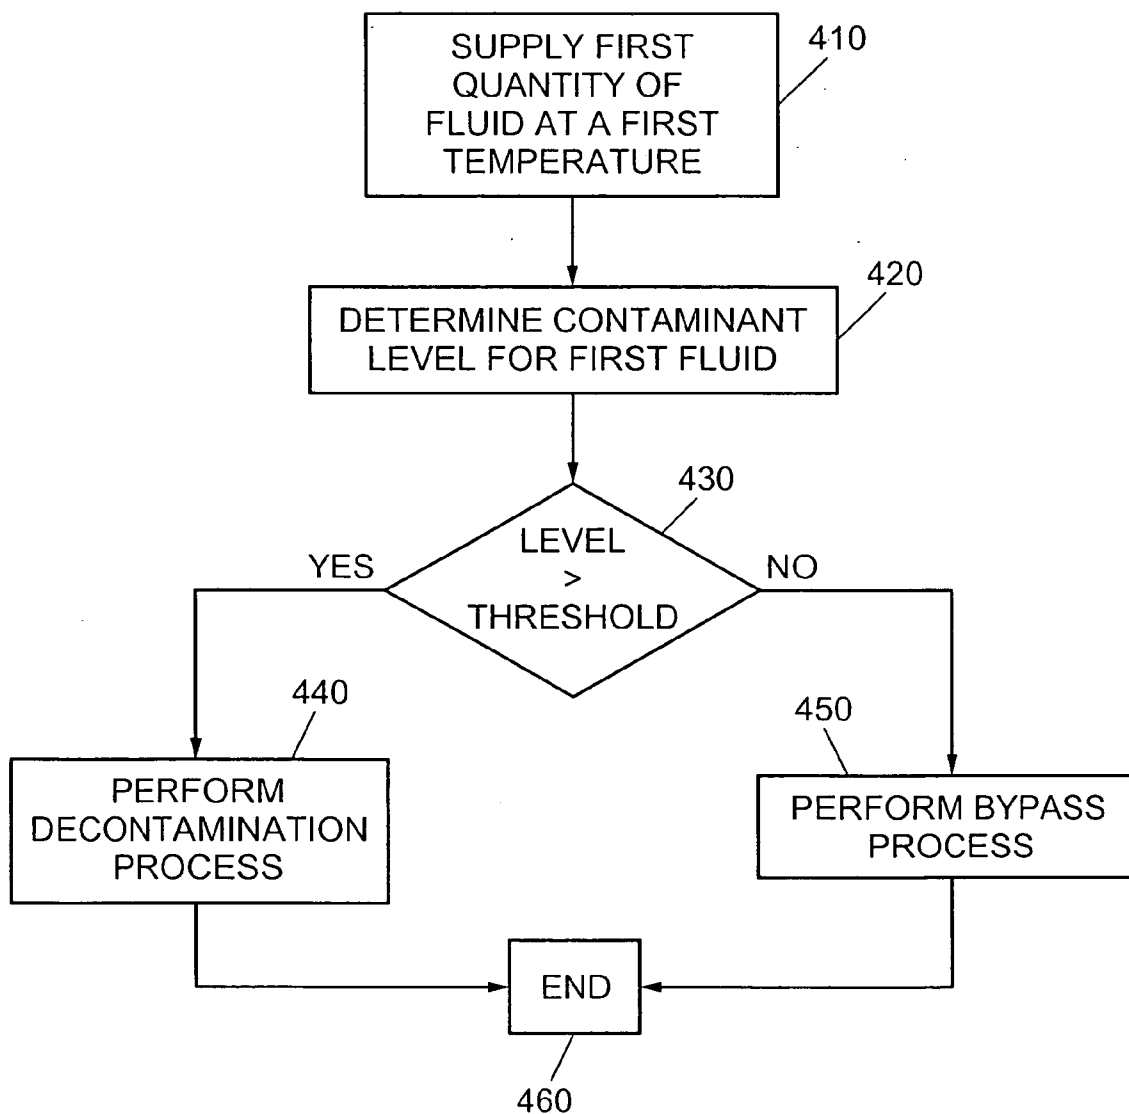 SUPPLY FIRST
QUANTITY OF
FLUID AT A FIRST
TEMPERATURE
410
DETERMINE CONTAMINANT
LEVEL FOR FIRST FLUID
420
430
LEVEL
>
THRESHOLD
YES
NO
440
PERFORM
DECONTAMINATION
PROCESS
450
PERFORM BYPASS
PROCESS
END
460